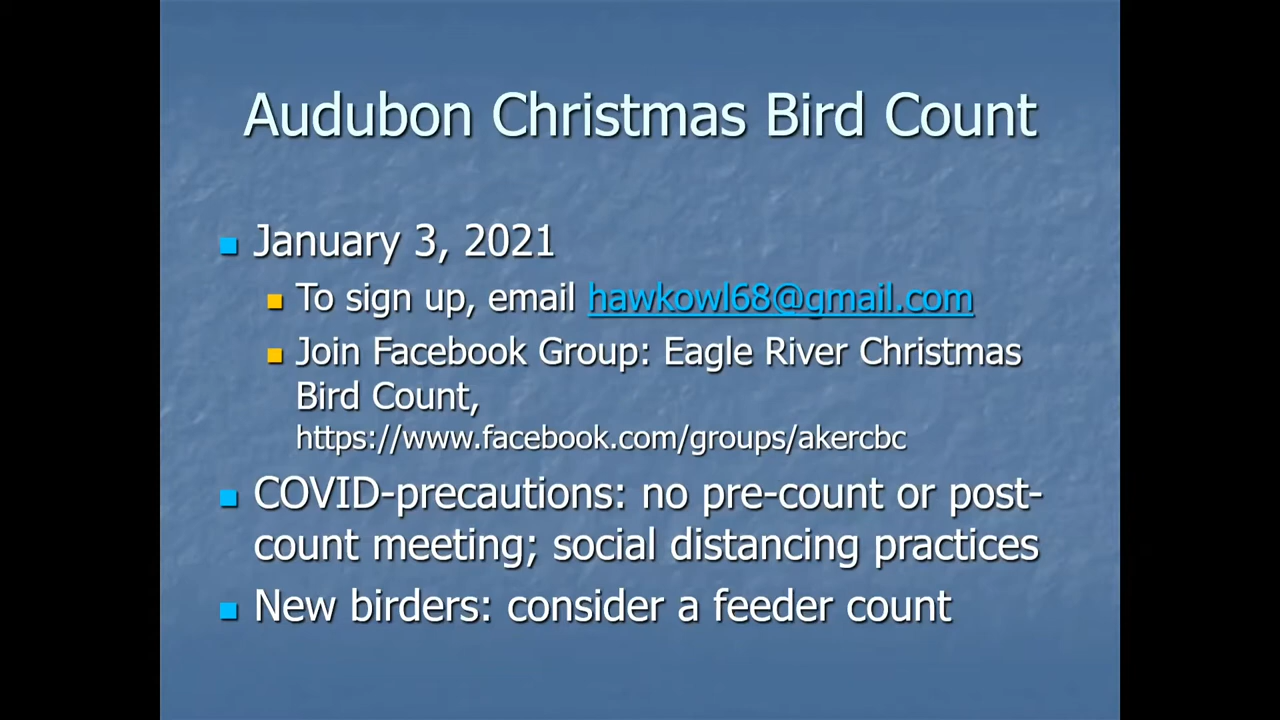 Audubon Christmas Bird Count
January 3, 2021
To sign up, email hawkowl68@gmail.com
Join Facebook Group: Eagle River Christmas
Bird Count,
https://www.facebook.com/groups/akercbc
COVID-precautions: no pre-count or post-
count meeting; social distancing practices
New birders: consider a feeder count